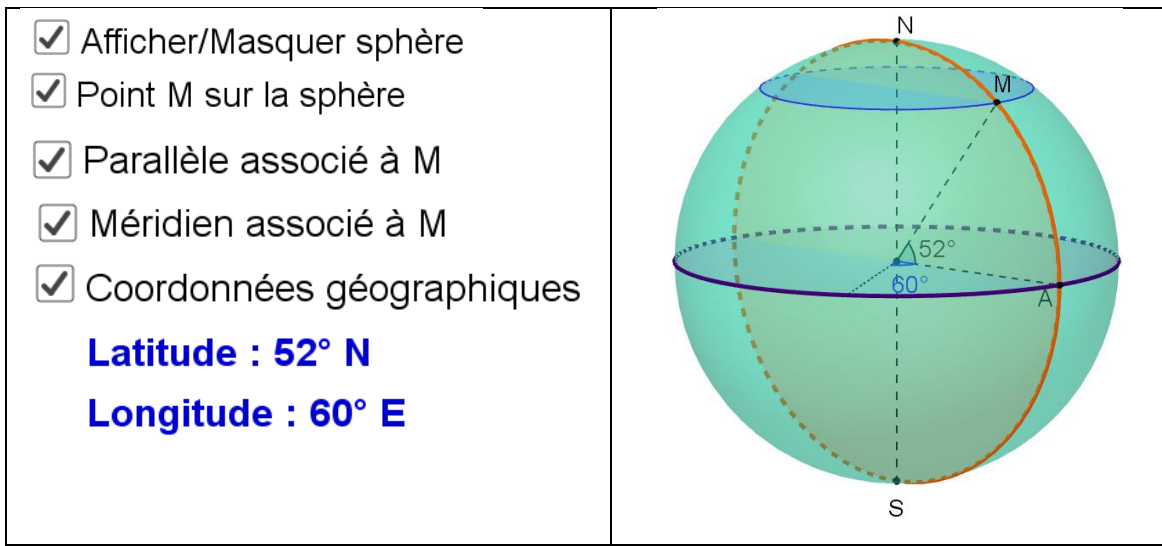 Afficher/Masquer sphère
Point M sur la sphère
Parallèle associé à M
Méridien associé à M
Coordonnées géographiques
Latitude : 52° N
Longitude : 60° E
N
M
52°
60°
A
S